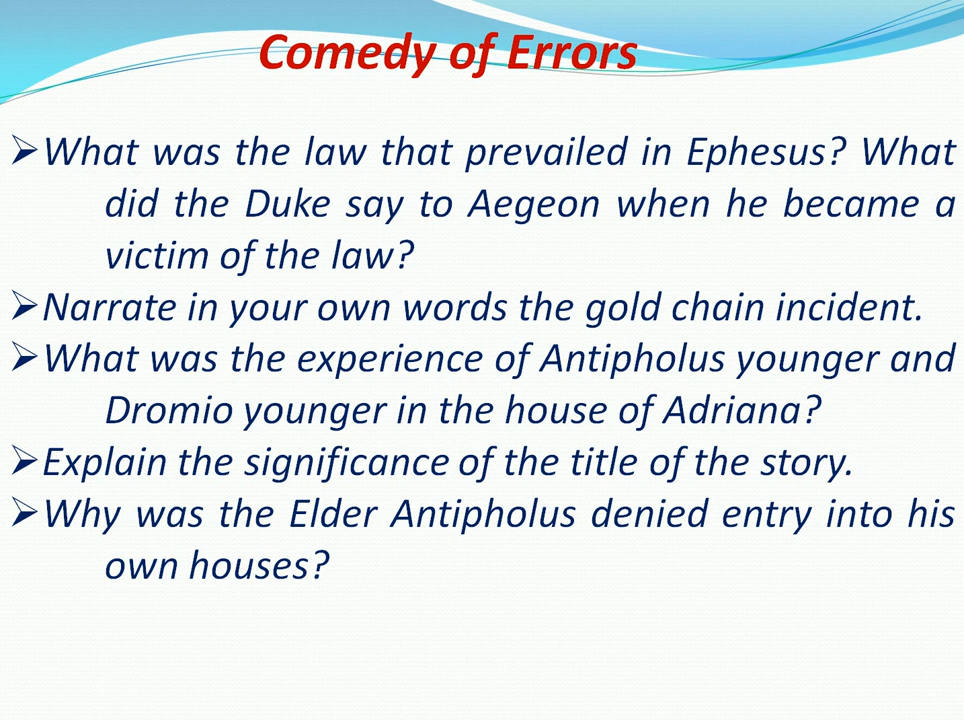 Comedy of Errors
➢What was the law that prevailed in Ephesus? What
did the Duke say to Aegeon when he became a
victim of the law?
➢Narrate in your own words the gold chain incident.
➢What was the experience of Antipholus younger and
Dromio younger in the house of Adriana?
➢Explain the significance of the title of the story.
➢Why was the Elder Antipholus denied entry into his
own houses?